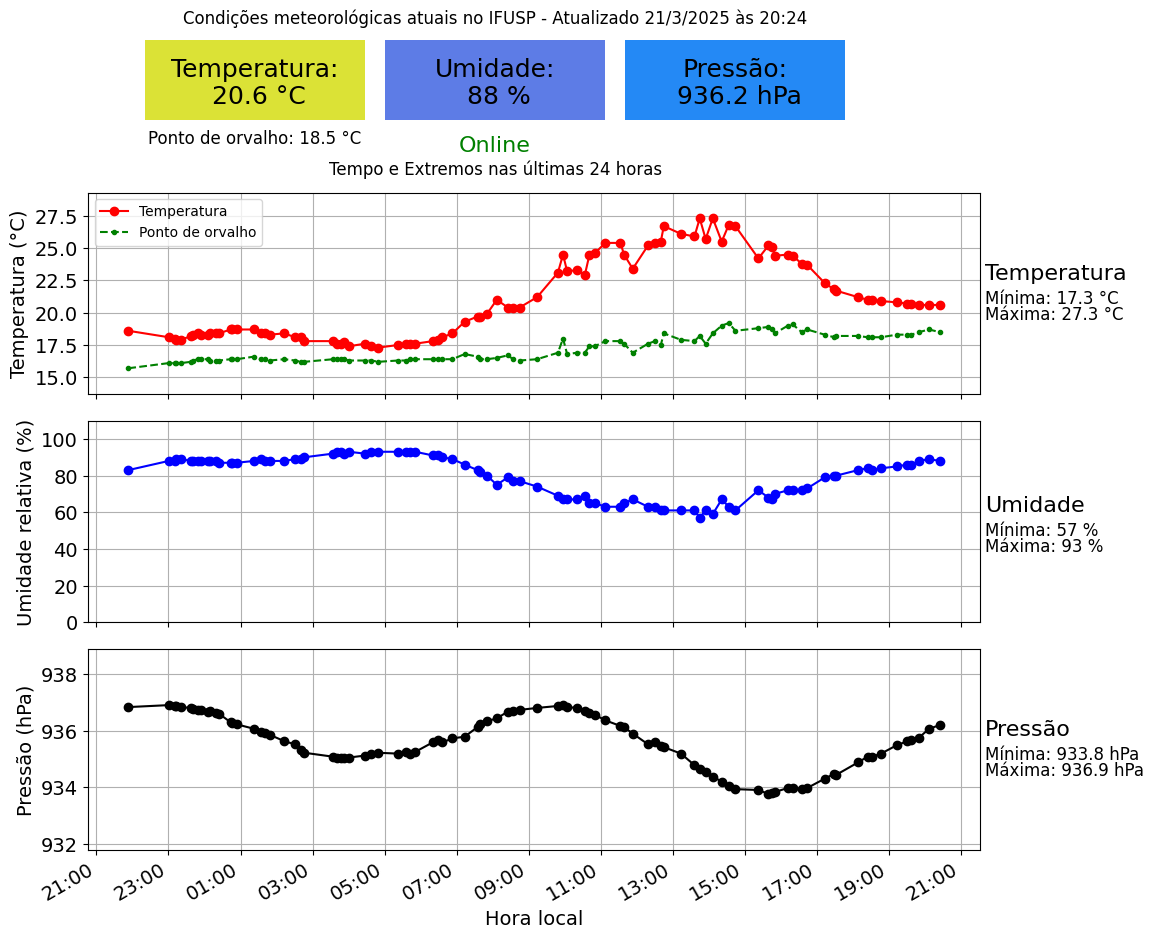 Condições meteorológicas atuais no IFUSP - Atualizado 21/3/2025 às 20:24
Temperatura:
20.6 °C
Umidade:
88 %
Pressão:
936.2 hPa
Ponto de orvalho: 18.5 °C
Online
Tempo e Extremos nas últimas 24 horas
Temperatura (°C)
27.5
25.0
22.5
20.0
17.5
15.0
Temperatura
Ponto de orvalho
Temperatura
Mínima: 17.3 °C
Máxima: 27.3 °C
Umidade relativa (%)
100
80
60
40
20
0
Umidade
Mínima: 57 %
Máxima: 93 %
Pressão (hPa)
938
936
934
932
Pressão
Mínima: 933.8 hPa
Máxima: 936.9 hPa
21:00
23:00
01:00
03:00
05:00
07:00
09:00
11:00
13:00
15:00
17:00
19:00
21:00
Hora local